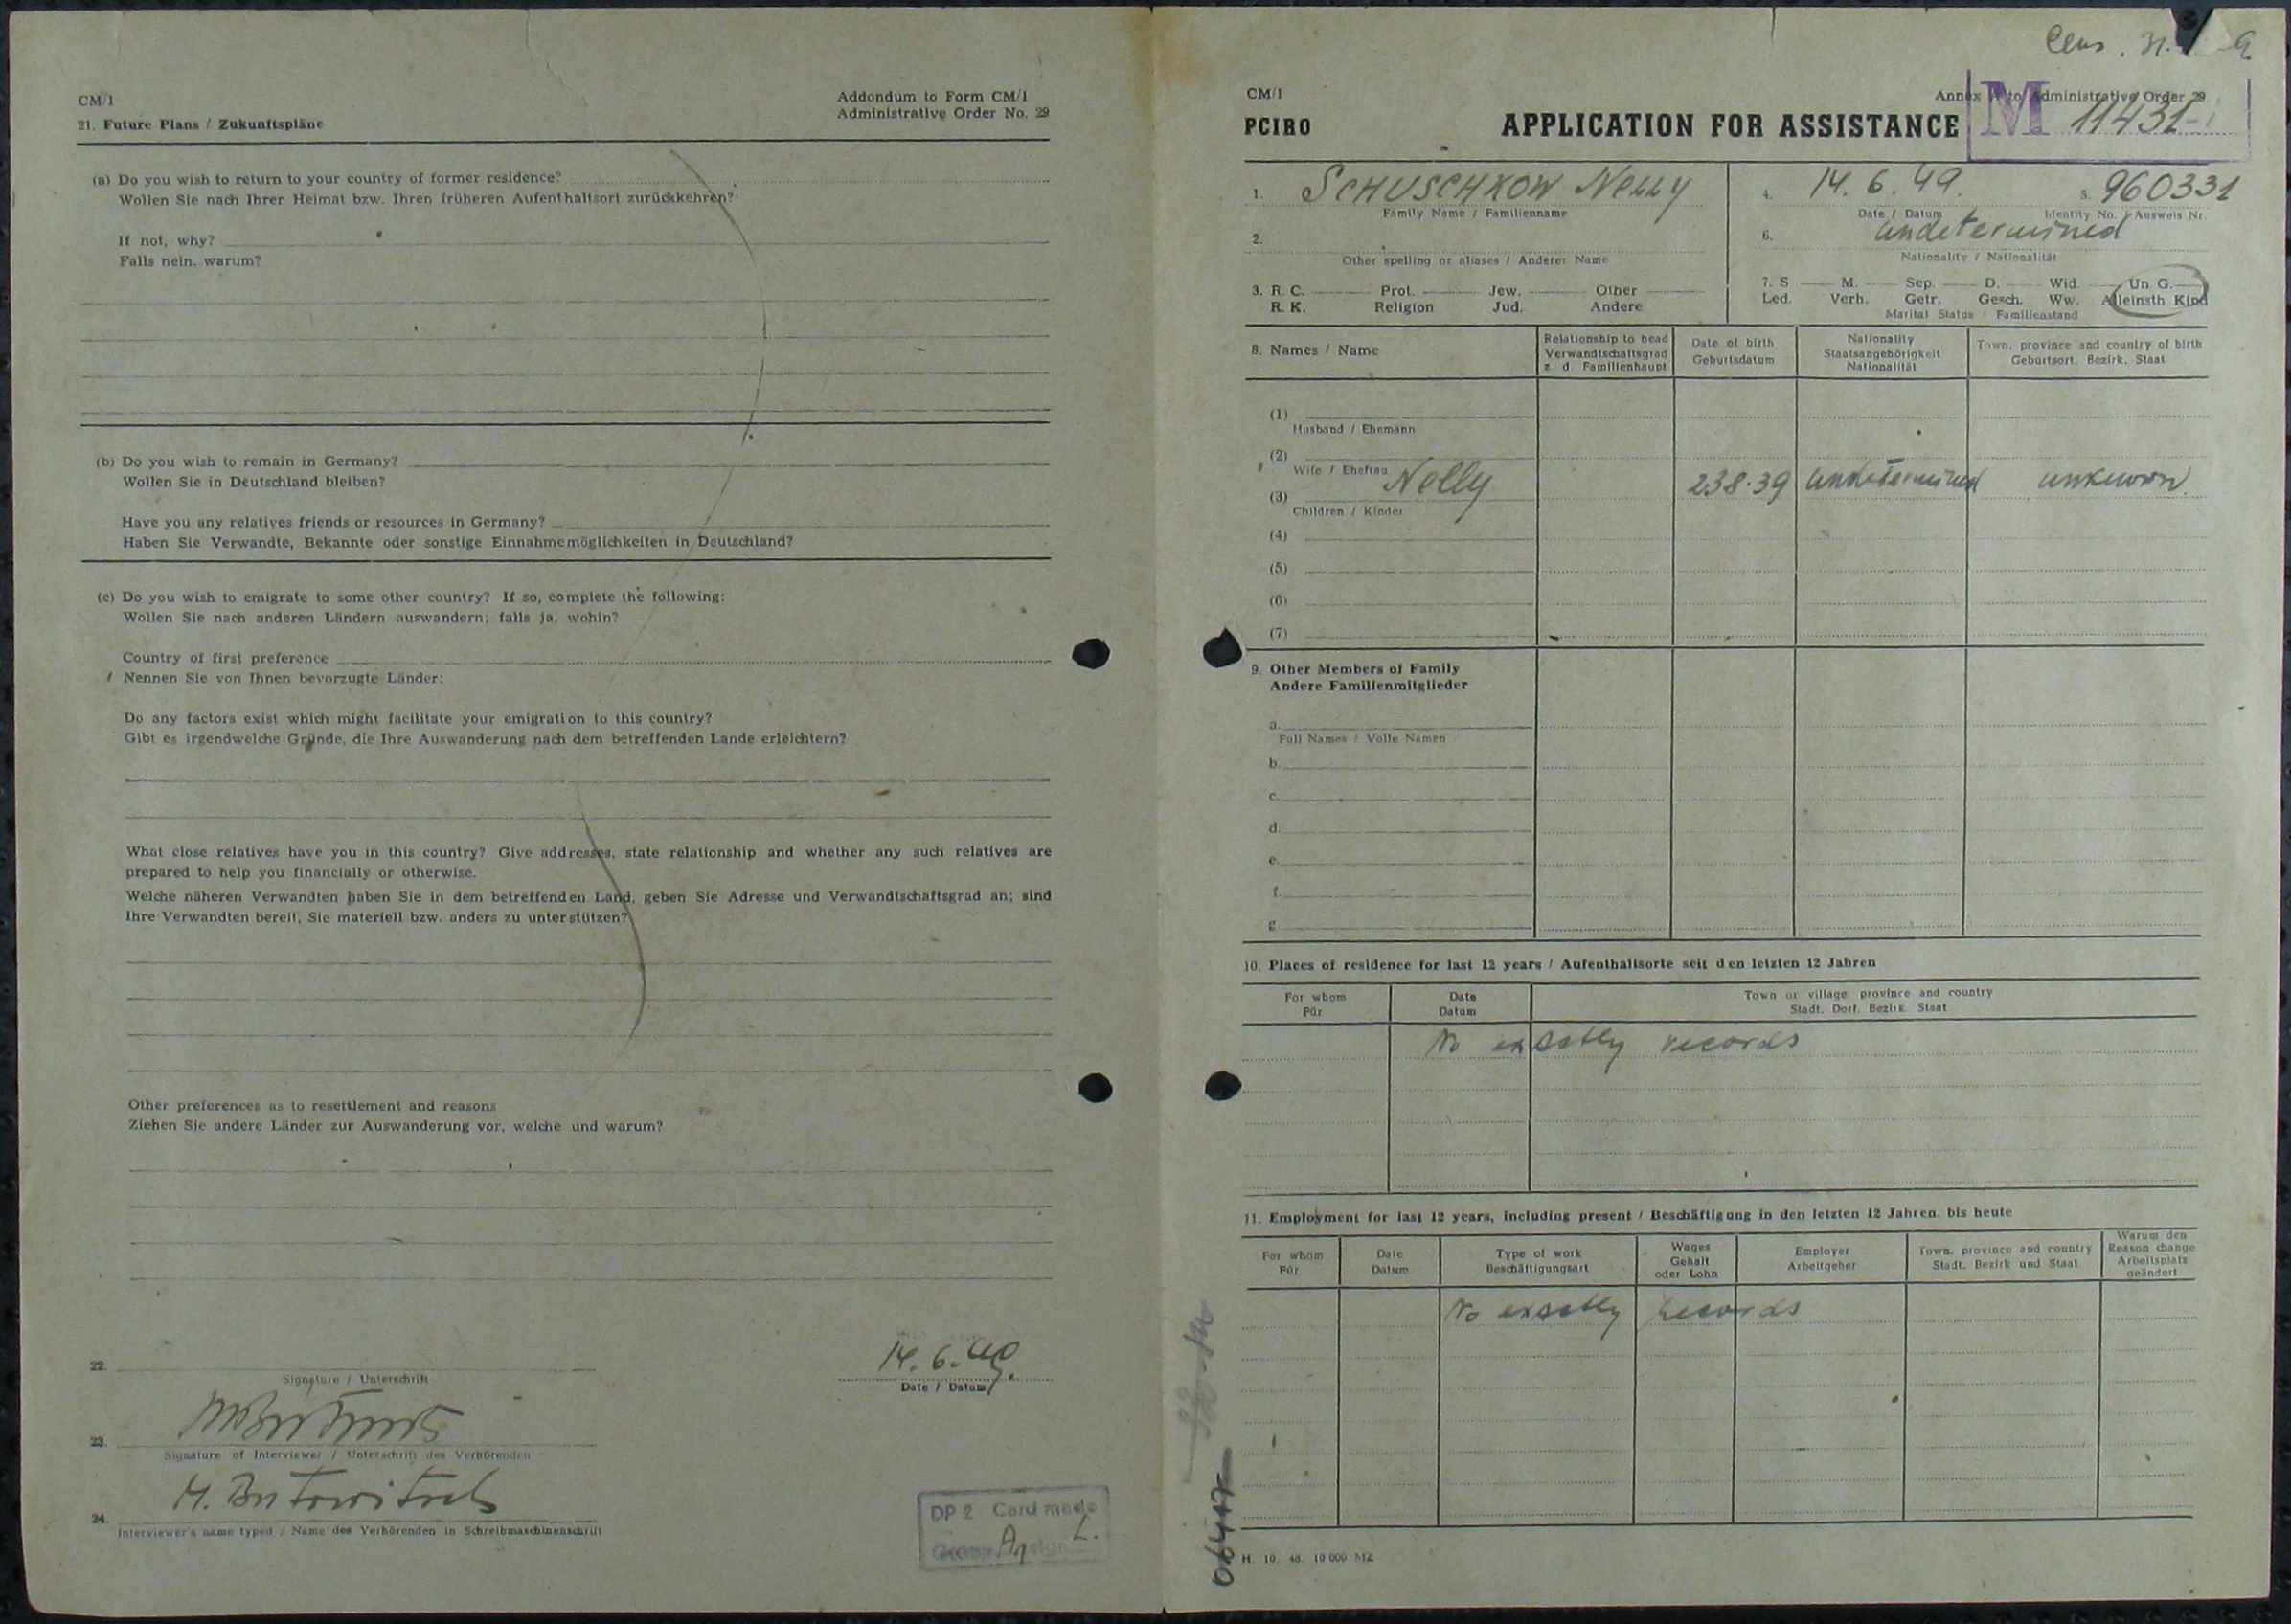 CM/1
Addondum to Form CM/1
Administrative Order No. 29
21. Future Plans / Zukunftspläne
(a) Do you wish to return to your country of former residence?
Wollen Sie nach Ihrer Heimat bzw. Ihren früheren Aufenthaltsort zurückkehren?
If not, why?
Falls nein, warum?
(b) Do you wish to remain in Germany?
Wollen Sie in Deutschland bleiben?
Have you any relatives friends or resources in Germany?
Haben Sie Verwandte, Bekannte oder sonstige Einnahmemöglichkeiten in Deutschland?
(c) Do you wish to emigrate to some other country? If so, complete the following:
Wollen Sie nach anderen Ländern auswandern; falls ja, wohin?
Country of first preference
Nennen Sie von Ihnen bevorzugte Länder:
Do any factors exist which might facilitate your emigration to this country?
Gibt es irgendwelche Gründe, die Ihre Auswanderung nach dem betreffenden Lande erleichtern?
What close relatives have you in this country? Give addresses, state relationship and whether any such relatives are
prepared to help you financially or otherwise.
Welche näheren Verwandten haben Sie in dem betreffenden Land, geben Sie Adresse und Verwandtschaftsgrad an; sind
Ihre Verwandten bereit, Sie materiell bzw. anders zu unterstützen?
Other preferences as to resettlement and reasons
Ziehen Sie andere Länder zur Auswanderung vor, welche und warum?
22.
Signature / Unterschrift
14. 6. 49.
Date / Datum
23.
Signature of Interviewer / Unterschrift des Verhörenden
24.
Interviewer's name typed / Name des Verhörenden in Schreibmaschinenschrift
DP 2 Card made
CM/1
Annex A to Administrative Order 29
PCIRO
APPLICATION FOR ASSISTANCE
M 11431
1. SCHUSCHKOW NELLY
Family Name / Familienname
4. 14. 6. 49.
Date / Datum
5. 960331
Identity No. / Ausweis Nr.
2.
Other spelling or aliases / Anderer Name
6. undetermined
Nationality / Nationalität
3. R. C. Prot. Jew. Other
R. K. Religion Jud. Andere
7. S M. Sep. D. Wid. Un G.
Led. Verh. Getr. Gesch. Ww. Alleinsth Kind
Marital Status / Familienstand
8. Names / Name
Relationship to head
Verwandtschaftsgrad
z. d Familienhaupt
Date of birth
Geburtsdatum
Nationality
Staatsangehörigkeit
Nationalität
Town, province and country of birth
Geburtsort, Bezirk, Staat
(1)
Husband / Ehemann
(2)
Wife / Ehefrau
(3) Nelly 23.8.39 undetermined unknown
Children / Kinder
(4)
(5)
(6)
(7)
9. Other Members of Family
Andere Familienmitglieder
a.
Full Names / Volle Namen
b.
c.
d.
e.
f.
g.
10. Places of residence for last 12 years / Aufenthaltsorte seit den letzten 12 Jahren
For whom
Für
Date
Datum
Town or village province and country
Stadt, Dorf, Bezirk Staat
No exsatly records
11. Employment for last 12 years, including present / Beschäftigung in den letzten 12 Jahren, bis heute
For whom
Für
Date
Datum
Type of work
Beschäftigungsart
Wages
Gehalt
oder Lohn
Employer
Arbeitgeber
Town, province and country
Stadt, Bezirk und Staat
Warum den
Reason change
Arbeitsplatz
geändert
No exsatly records
H. 10. 48. 10 000 MZ